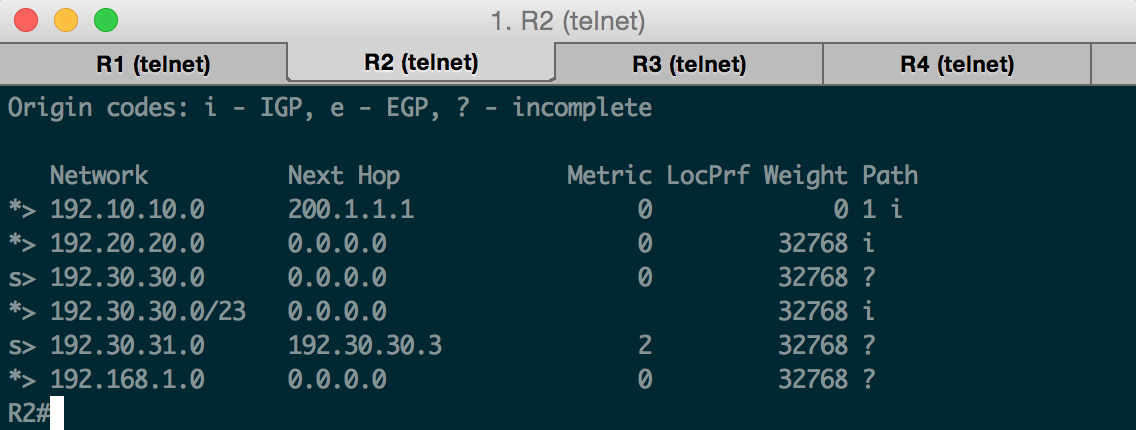 1. R2 (telnet)
R1 (telnet) R2 (telnet) R3 (telnet) R4 (telnet)
Origin codes: i - IGP, e - EGP, ? - incomplete
Network Next Hop Metric LocPrf Weight Path
*> 192.10.10.0 200.1.1.1 0 0 1 i
*> 192.20.20.0 0.0.0.0 0 32768 i
s> 192.30.30.0 0.0.0.0 0 32768 ?
*> 192.30.30.0/23 0.0.0.0 32768 i
s> 192.30.31.0 192.30.30.3 2 32768 ?
*> 192.168.1.0 0.0.0.0 0 32768 ?
R2#